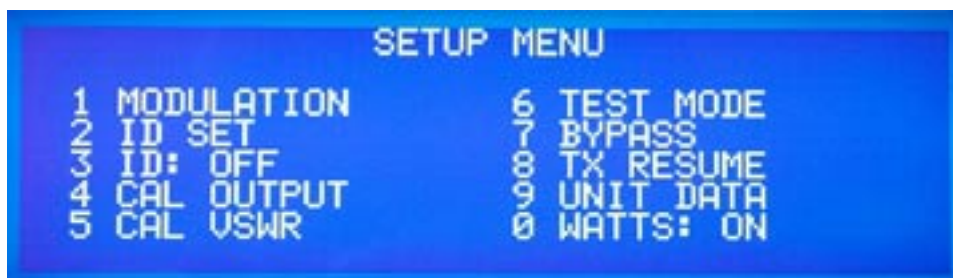 SETUP MENU
1 MODULATION
2 ID SET
3 ID: OFF
4 CAL OUTPUT
5 CAL VSWR
6 TEST MODE
7 BYPASS
8 TX RESUME
9 UNIT DATA
0 WATTS: ON